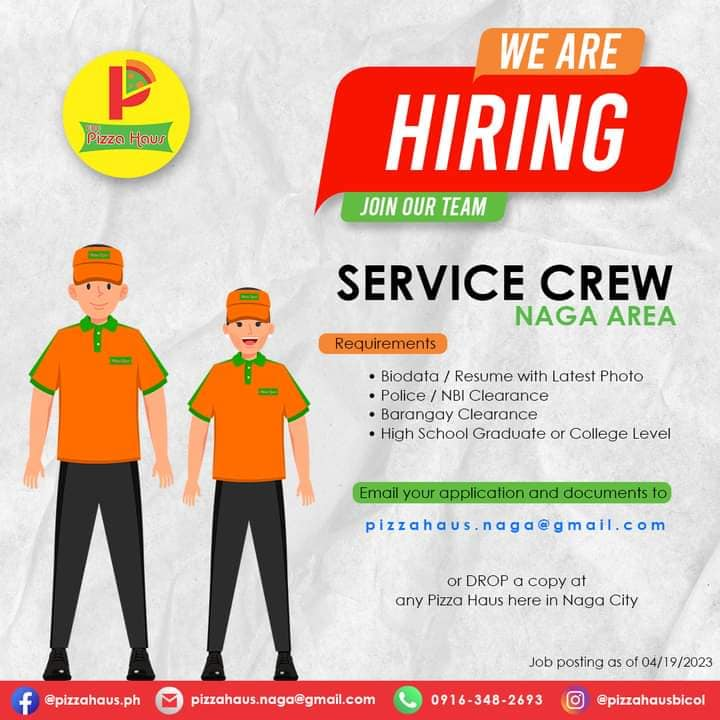 P
The
Pizza Haus
WE ARE
HIRING
JOIN OUR TEAM
SERVICE CREW
NAGA AREA
Requirements
• Biodata / Resume with Latest Photo
• Police / NBI Clearance
• Barangay Clearance
• High School Graduate or College Level
Email your application and documents to
pizzahaus.naga@gmail.com
or DROP a copy at
any Pizza Haus here in Naga City
Job posting as of 04/19/2023
@pizzahaus.ph pizzahaus.naga@gmail.com 0916-348-2693 @pizzahausbicol